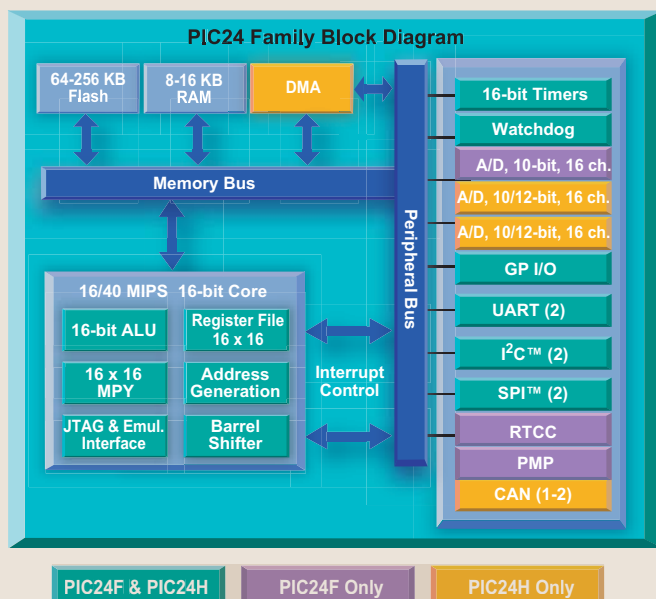 PIC24 Family Block Diagram
64-256 KB
Flash
8-16 KB
RAM
DMA
Memory Bus
Peripheral Bus
16/40 MIPS 16-bit Core
16-bit ALU
Register File
16 x 16
16 x 16
MPY
Address
Generation
JTAG & Emul.
Interface
Barrel
Shifter
Interrupt
Control
16-bit Timers
Watchdog
A/D, 10-bit, 16 ch.
A/D, 10/12-bit, 16 ch.
A/D, 10/12-bit, 16 ch.
GP I/O
UART (2)
I²C™ (2)
SPI™ (2)
RTCC
PMP
CAN (1-2)
PIC24F & PIC24H
PIC24F Only
PIC24H Only